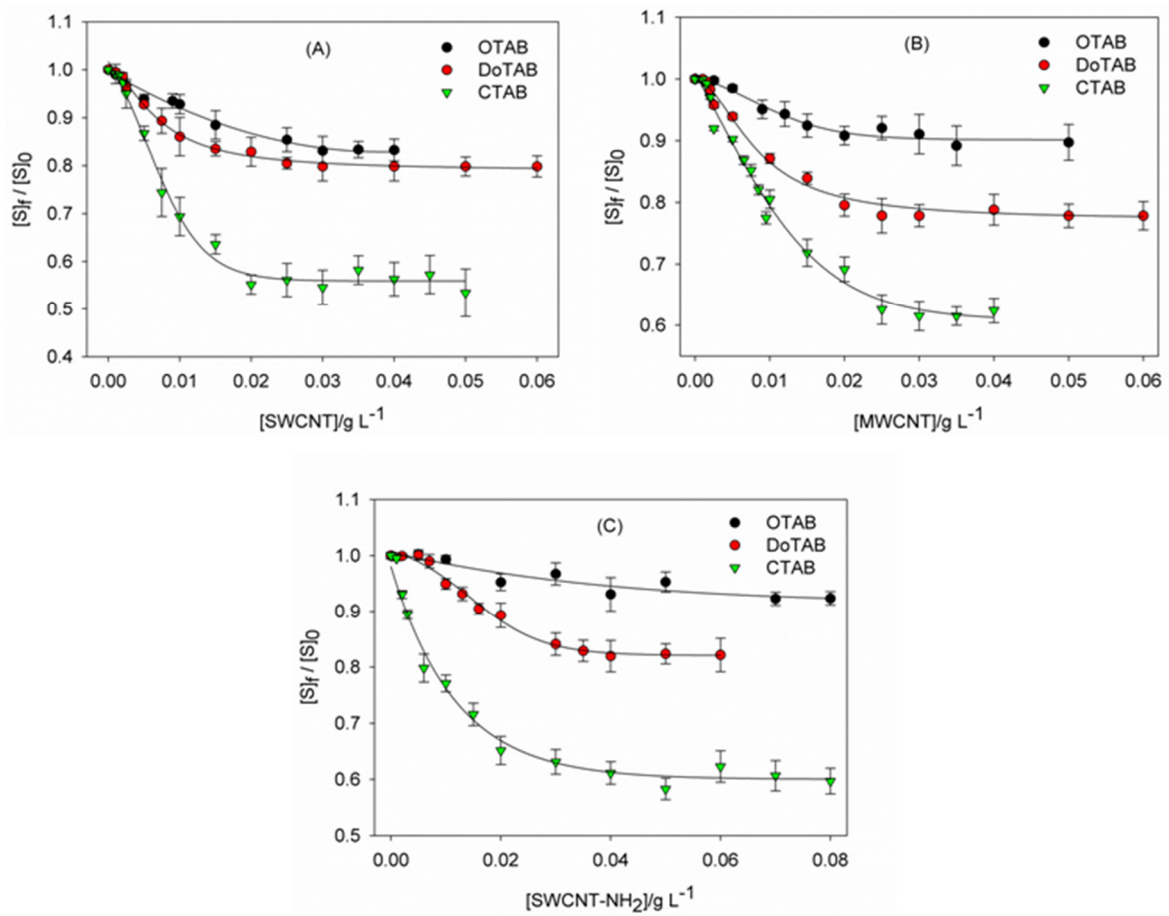 (A)
OTAB
DoTAB
CTAB
1.1
1.0
0.9
0.8
0.7
0.6
0.5
0.4
[S]f / [S]0
0.00 0.01 0.02 0.03 0.04 0.05 0.06
[SWCNT]/g L-1
(B)
OTAB
DoTAB
CTAB
1.0
0.9
0.8
0.7
0.6
[S]f / [S]0
0.00 0.01 0.02 0.03 0.04 0.05 0.06
[MWCNT]/g L-1
(C)
OTAB
DoTAB
CTAB
1.1
1.0
0.9
0.8
0.7
0.6
0.5
[S]f / [S]0
0.00 0.02 0.04 0.06 0.08
[SWCNT-NH2]/g L-1